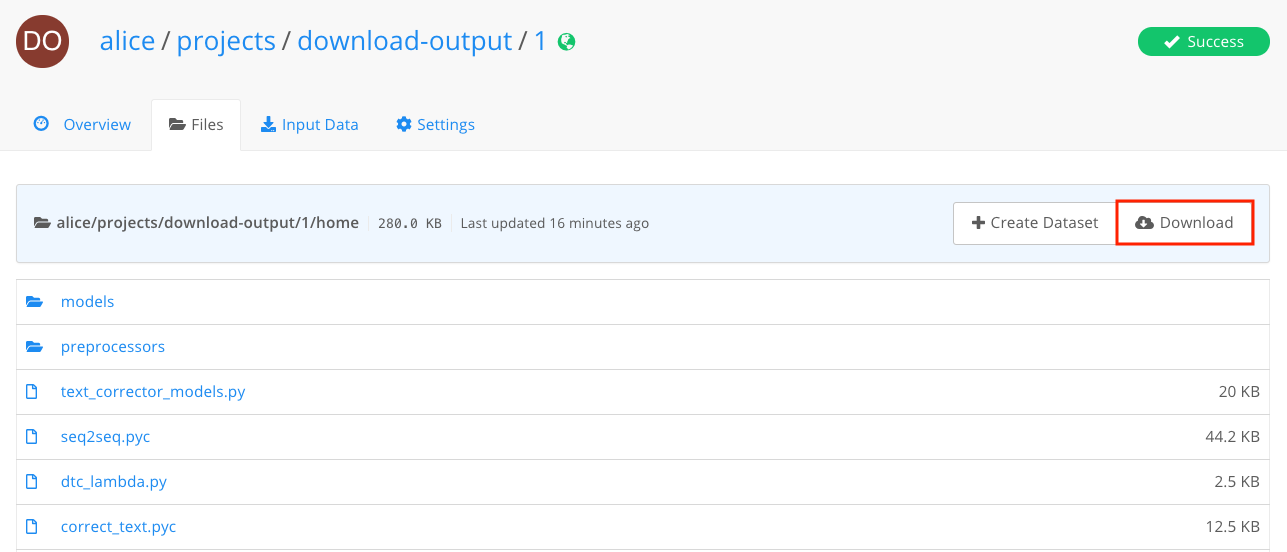 DO alice / projects / download-output / 1 Success
Overview Files Input Data Settings
alice/projects/download-output/1/home 280.0 KB Last updated 16 minutes ago Create Dataset Download
models
preprocessors
text_corrector_models.py 20 KB
seq2seq.pyc 44.2 KB
dtc_lambda.py 2.5 KB
correct_text.pyc 12.5 KB